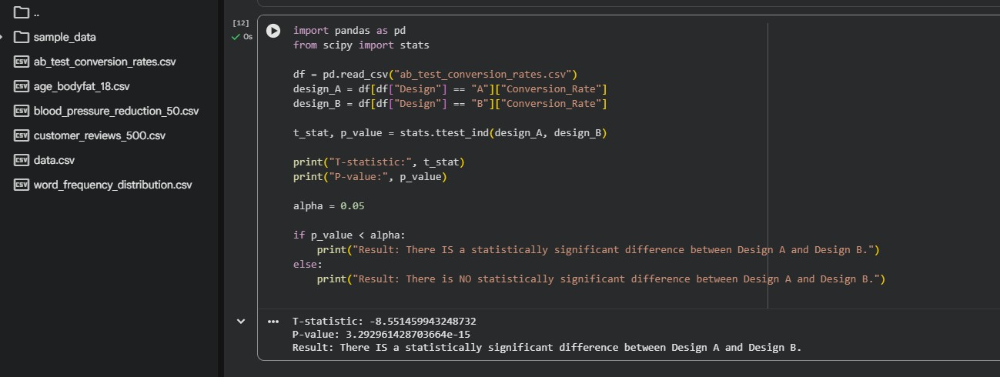 ..
sample_data
ab_test_conversion_rates.csv
age_bodyfat_18.csv
blood_pressure_reduction_50.csv
customer_reviews_500.csv
data.csv
word_frequency_distribution.csv
[12]
0s
import pandas as pd
from scipy import stats
df = pd.read_csv("ab_test_conversion_rates.csv")
design_A = df[df["Design"] == "A"]["Conversion_Rate"]
design_B = df[df["Design"] == "B"]["Conversion_Rate"]
t_stat, p_value = stats.ttest_ind(design_A, design_B)
print("T-statistic:", t_stat)
print("P-value:", p_value)
alpha = 0.05
if p_value < alpha:
    print("Result: There IS a statistically significant difference between Design A and Design B.")
else:
    print("Result: There is NO statistically significant difference between Design A and Design B.")
T-statistic: -8.551459943248732
P-value: 3.292961428703664e-15
Result: There IS a statistically significant difference between Design A and Design B.